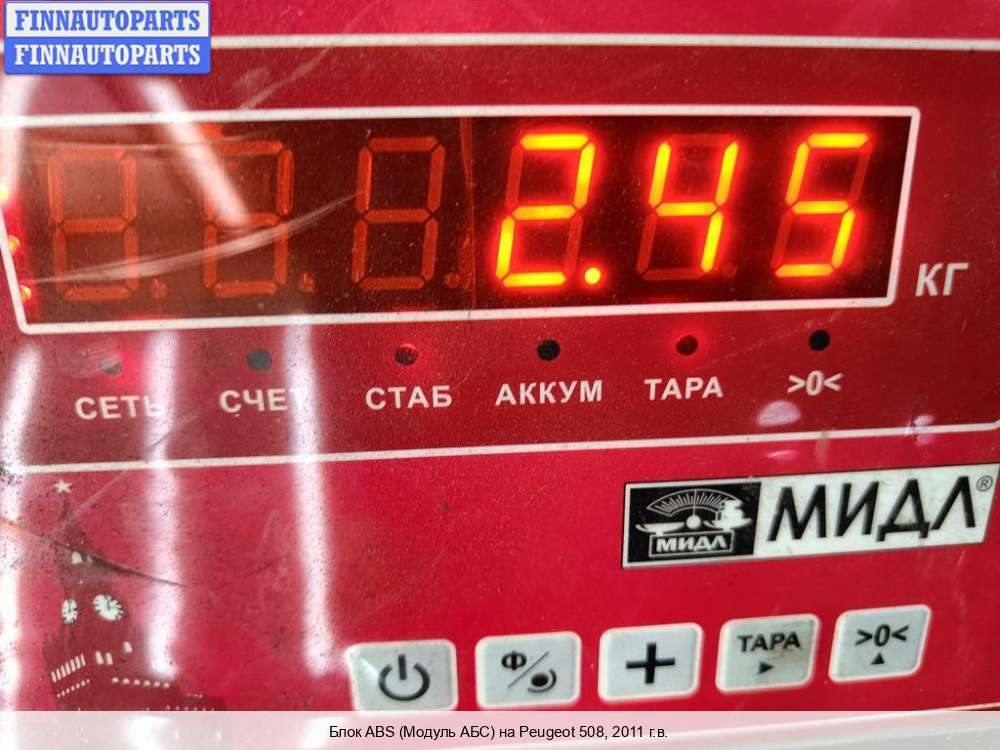 FINNAUTOPARTS
FINNAUTOPARTS
2.45
КГ
СЕТЬ СЧЕТ СТАБ АККУМ ТАРА >0<
МИДЛ МИДЛ®
Ф ТАРА >0<
Блок ABS (Модуль АБС) на Peugeot 508, 2011 г.в.